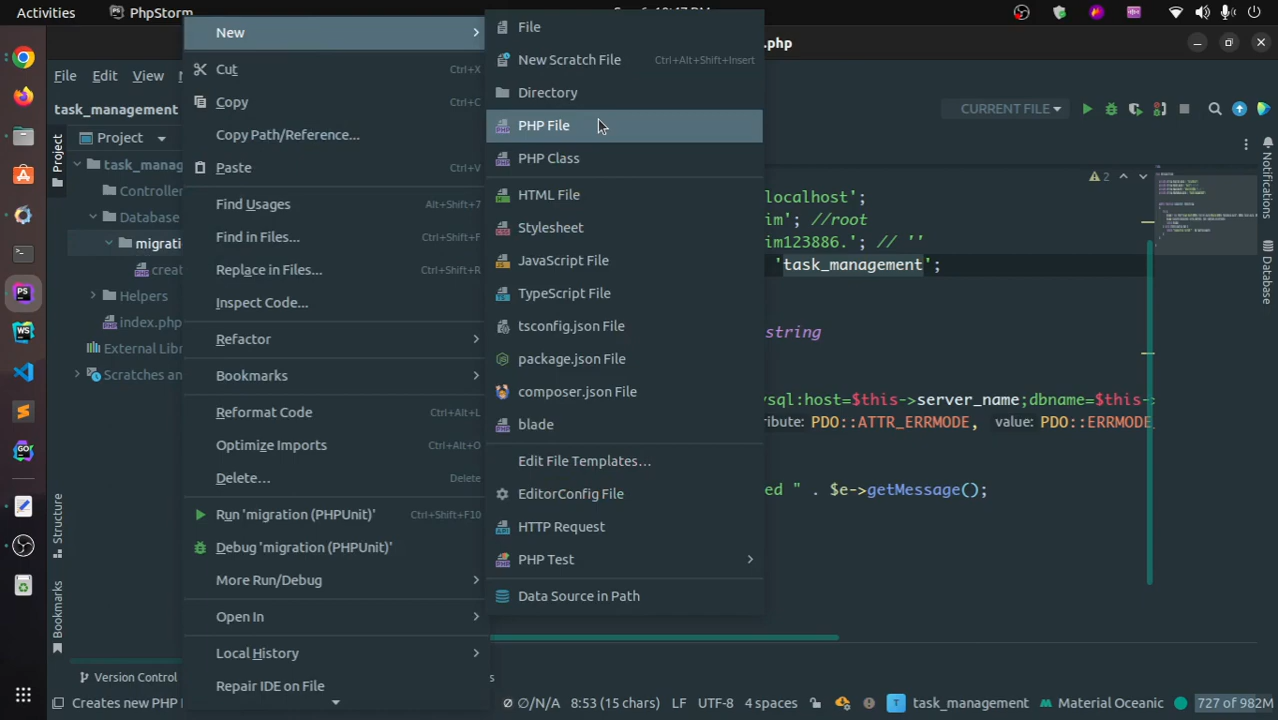 Activities
PhpStorm
.php
File Edit View
task_management
CURRENT FILE
Project
Project
task_manag
Controller
Database
migrati
creat
Helpers
index.php
External Lib
Scratches an
Structure
Bookmarks
New
Cut Ctrl+X
Copy Ctrl+C
Copy Path/Reference...
Paste Ctrl+V
Find Usages Alt+Shift+7
Find in Files...
Replace in Files...
Inspect Code...
Refactor
Bookmarks
Reformat Code Ctrl+Alt+L
Optimize Imports Ctrl+Alt+O
Delete... Delete
Run 'migration (PHPUnit)' Ctrl+Shift+F10
Debug 'migration (PHPUnit)'
More Run/Debug
Open In
Local History
Repair IDE on File
File
New Scratch File Ctrl+Alt+Shift+Insert
Directory
PHP File
PHP Class
HTML File
Stylesheet
JavaScript File
TypeScript File
tsconfig.json File
package.json File
composer.json File
blade
Edit File Templates...
EditorConfig File
HTTP Request
PHP Test
Data Source in Path
2
localhost';
im'; //root
im123886.'; // ''
'task_management';
string
ysql:host=$this->server_name;dbname=$this->
ribute: PDO::ATTR_ERRMODE, value: PDO::ERRMODE_
ed " . $e->getMessage();
Notifications
Database
Version Control
Creates new PHP
N/A
8:53 (15 chars)
LF
UTF-8
4 spaces
T
task_management
Material Oceanic
727 of 982M